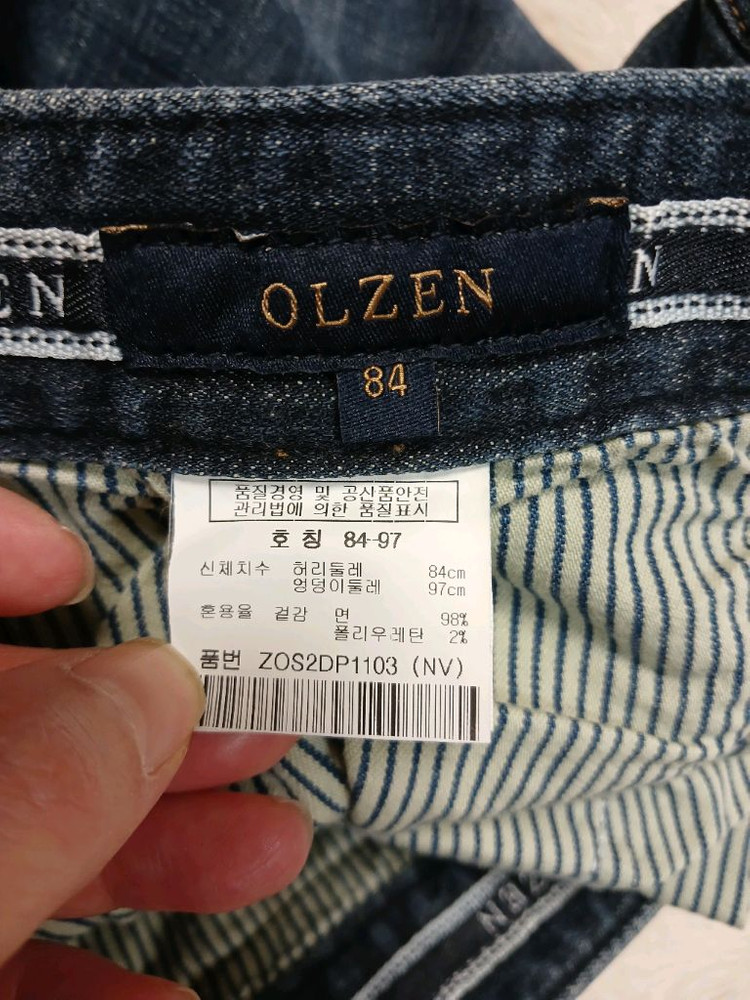 EN
OLZEN
N
84
품질경영 및 공산품안전
관리법에 의한 품질표시
호 칭 84-97
신체치수 허리둘레 84cm
엉덩이둘레 97cm
혼용율 겉감 면 98%
폴리우레탄 2%
품번 ZOS2DP1103 (NV)
ZEN